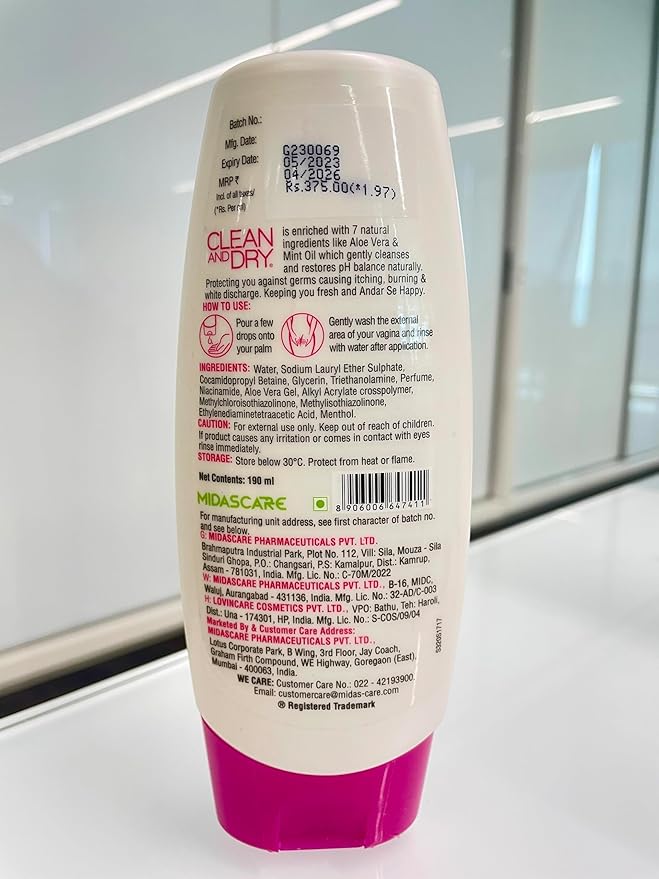 Batch No.:
G230069
Mfg. Date:
05/2023
Expiry Date:
04/2026
MRP ₹
Rs.375.00(*1.97)
Incl. of all taxes/
(*Rs. Per ml)
CLEAN
AND DRY®
is enriched with 7 natural
ingredients like Aloe Vera &
Mint Oil which gently cleanses
and restores pH balance naturally.
Protecting you against germs causing itching, burning &
white discharge. Keeping you fresh and Andar Se Happy.
HOW TO USE:
Pour a few
drops onto
your palm
Gently wash the external
area of your vagina and rinse
with water after application.
INGREDIENTS: Water, Sodium Lauryl Ether Sulphate,
Cocamidopropyl Betaine, Glycerin, Triethanolamine, Perfume,
Niacinamide, Aloe Vera Gel, Alkyl Acrylate crosspolymer,
Methylchloroisothiazolinone, Methylisothiazolinone,
Ethylenediaminetetraacetic Acid, Menthol.
CAUTION: For external use only. Keep out of reach of children.
If product causes any irritation or comes in contact with eyes
rinse immediately.
STORAGE: Store below 30°C. Protect from heat or flame.
Net Contents: 190 ml
MIDASCARE
8 906006 647411
For manufacturing unit address, see first character of batch no.
and see below.
G: MIDASCARE PHARMACEUTICALS PVT. LTD.
Brahmaputra Industrial Park, Plot No. 112, Vill: Sila, Mouza - Sila
Sinduri Ghopa, P.O.: Changsari, P.S: Kamalpur, Dist.: Kamrup,
Assam - 781031, India. Mfg. Lic. No.: C-70M/2022
W: MIDASCARE PHARMACEUTICALS PVT. LTD., B-16, MIDC,
Waluj, Aurangabad - 431136, India. Mfg. Lic. No.: 32-AD/C-003
H: LOVINCARE COSMETICS PVT. LTD., VPO: Bathu, Teh: Haroli,
Dist.: Una - 174301, HP, India. Mfg. Lic. No.: S-COS/09/04
Marketed By & Customer Care Address:
MIDASCARE PHARMACEUTICALS PVT. LTD.,
Lotus Corporate Park, B Wing, 3rd Floor, Jay Coach,
Graham Firth Compound, WE Highway, Goregaon (East),
Mumbai - 400063, India.
WE CARE: Customer Care No.: 022 - 42193900.
Email: customercare@midas-care.com
® Registered Trademark